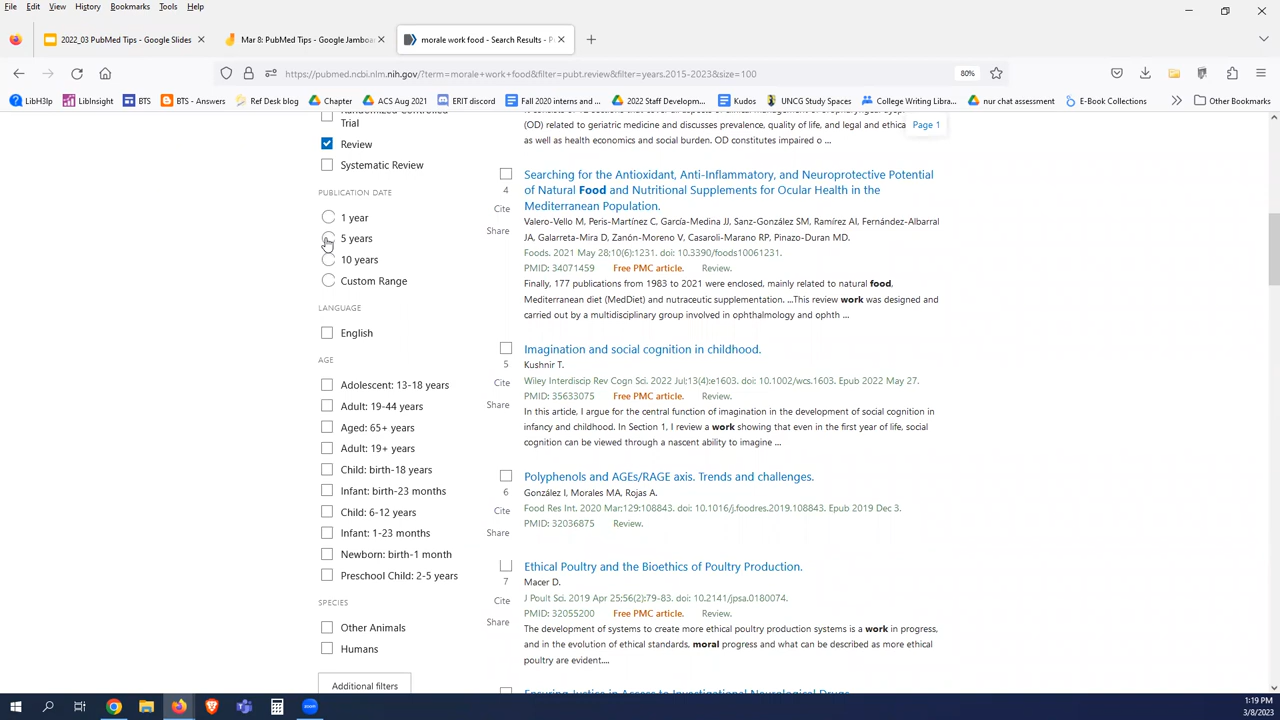 File Edit View History Bookmarks Tools Help
2022_03 PubMed Tips - Google Slides
Mar 8: PubMed Tips - Google Jamboa
morale work food - Search Results - P
https://pubmed.ncbi.nlm.nih.gov/?term=morale+work+food&filter=pubt.review&filter=years.2015-2023&size=100
80%
LibH3lp LibInsight BTS BTS - Answers Ref Desk blog Chapter ACS Aug 2021 ERIT discord Fall 2020 interns and ... 2022 Staff Developm... Kudos UNCG Study Spaces College Writing Libra... nur chat assessment E-Book Collections Other Bookmarks
Trial
Review
Systematic Review
PUBLICATION DATE
1 year
5 years
10 years
Custom Range
LANGUAGE
English
AGE
Adolescent: 13-18 years
Adult: 19-44 years
Aged: 65+ years
Adult: 19+ years
Child: birth-18 years
Infant: birth-23 months
Child: 6-12 years
Infant: 1-23 months
Newborn: birth-1 month
Preschool Child: 2-5 years
SPECIES
Other Animals
Humans
Additional filters
(OD) related to geriatric medicine and discusses prevalence, quality of life, and legal and ethica
as well as health economics and social burden. OD constitutes impaired o ...
Page 1
4
Cite
Share
Searching for the Antioxidant, Anti-Inflammatory, and Neuroprotective Potential
of Natural Food and Nutritional Supplements for Ocular Health in the
Mediterranean Population.
Valero-Vello M, Peris-Martínez C, García-Medina JJ, Sanz-González SM, Ramírez AI, Fernández-Albarral
JA, Galarreta-Mira D, Zanón-Moreno V, Casaroli-Marano RP, Pinazo-Duran MD.
Foods. 2021 May 28;10(6):1231. doi: 10.3390/foods10061231.
PMID: 34071459 Free PMC article. Review.
Finally, 177 publications from 1983 to 2021 were enclosed, mainly related to natural food,
Mediterranean diet (MedDiet) and nutraceutic supplementation. ...This review work was designed and
carried out by a multidisciplinary group involved in ophthalmology and ophth ...
5
Cite
Share
Imagination and social cognition in childhood.
Kushnir T.
Wiley Interdiscip Rev Cogn Sci. 2022 Jul;13(4):e1603. doi: 10.1002/wcs.1603. Epub 2022 May 27.
PMID: 35633075 Free PMC article. Review.
In this article, I argue for the central function of imagination in the development of social cognition in
infancy and childhood. In Section 1, I review a work showing that even in the first year of life, social
cognition can be viewed through a nascent ability to imagine ...
6
Cite
Share
Polyphenols and AGEs/RAGE axis. Trends and challenges.
González I, Morales MA, Rojas A.
Food Res Int. 2020 Mar;129:108843. doi: 10.1016/j.foodres.2019.108843. Epub 2019 Dec 3.
PMID: 32036875 Review.
7
Cite
Share
Ethical Poultry and the Bioethics of Poultry Production.
Macer D.
J Poult Sci. 2019 Apr 25;56(2):79-83. doi: 10.2141/jpsa.0180074.
PMID: 32055200 Free PMC article. Review.
The development of systems to create more ethical poultry production systems is a work in progress,
and in the evolution of ethical standards, moral progress and what can be described as more ethical
poultry are evident....
1:19 PM
3/8/2023